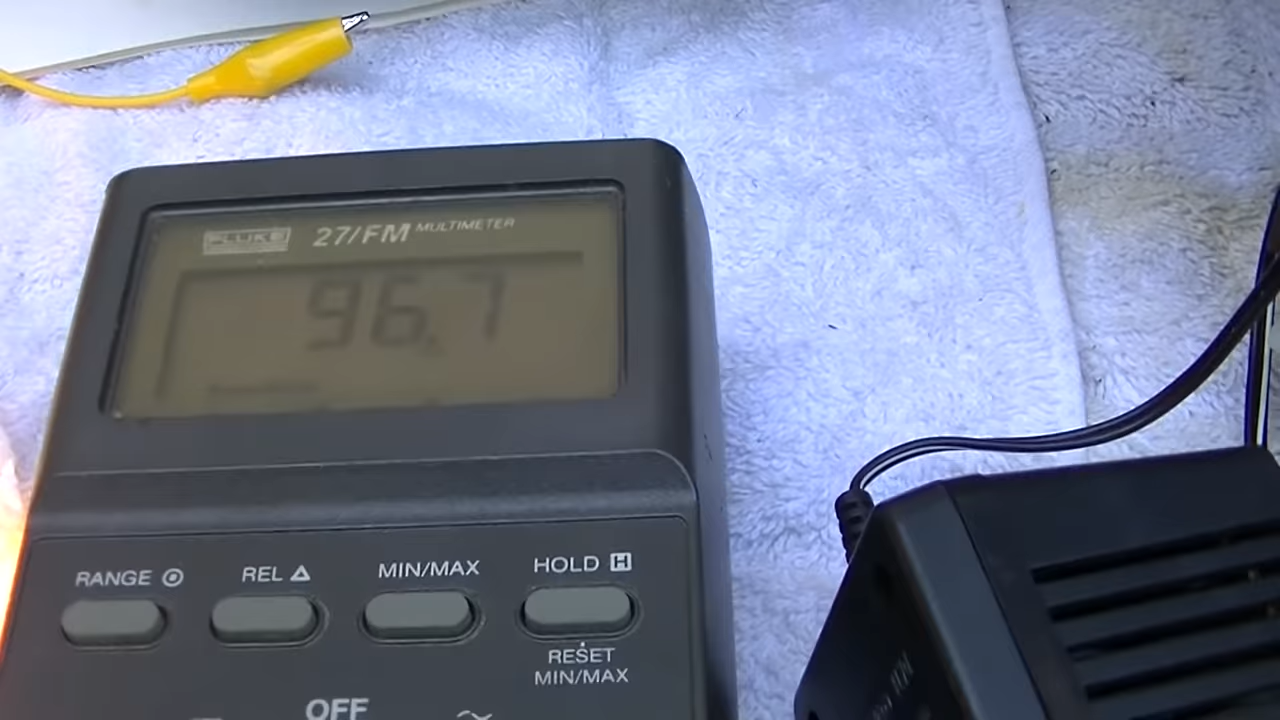 FLUKE 27/FM MULTIMETER
96.7
RANGE REL △ MIN/MAX HOLD H
RESET
MIN/MAX
OFF